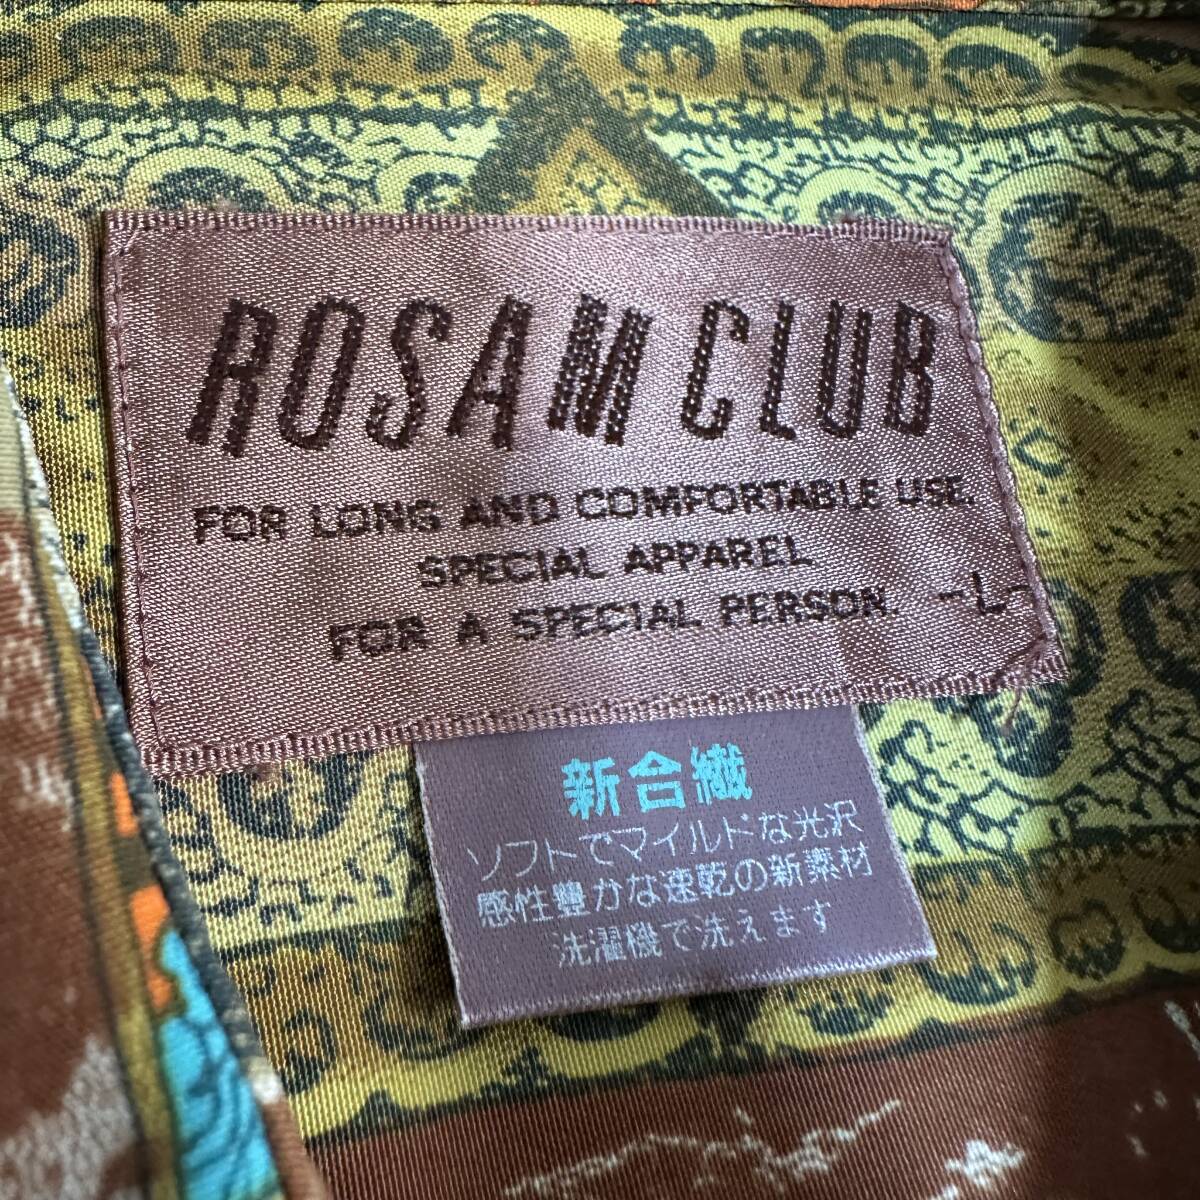 ROSAM CLUB
FOR LONG AND COMFORTABLE USE.
SPECIAL APPAREL
FOR A SPECIAL PERSON. -L-
新合繊
ソフトでマイルドな光沢
感性豊かな速乾の新素材
洗濯機で洗えます